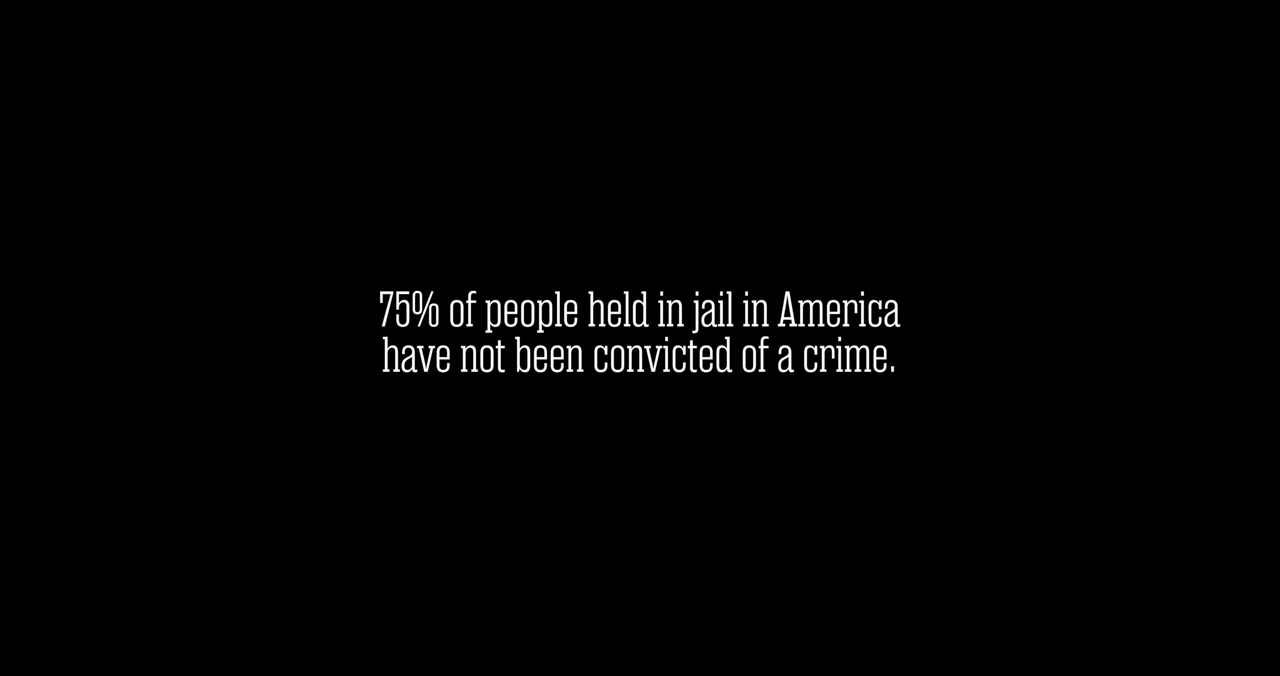 75% of people held in jail in America
have not been convicted of a crime.